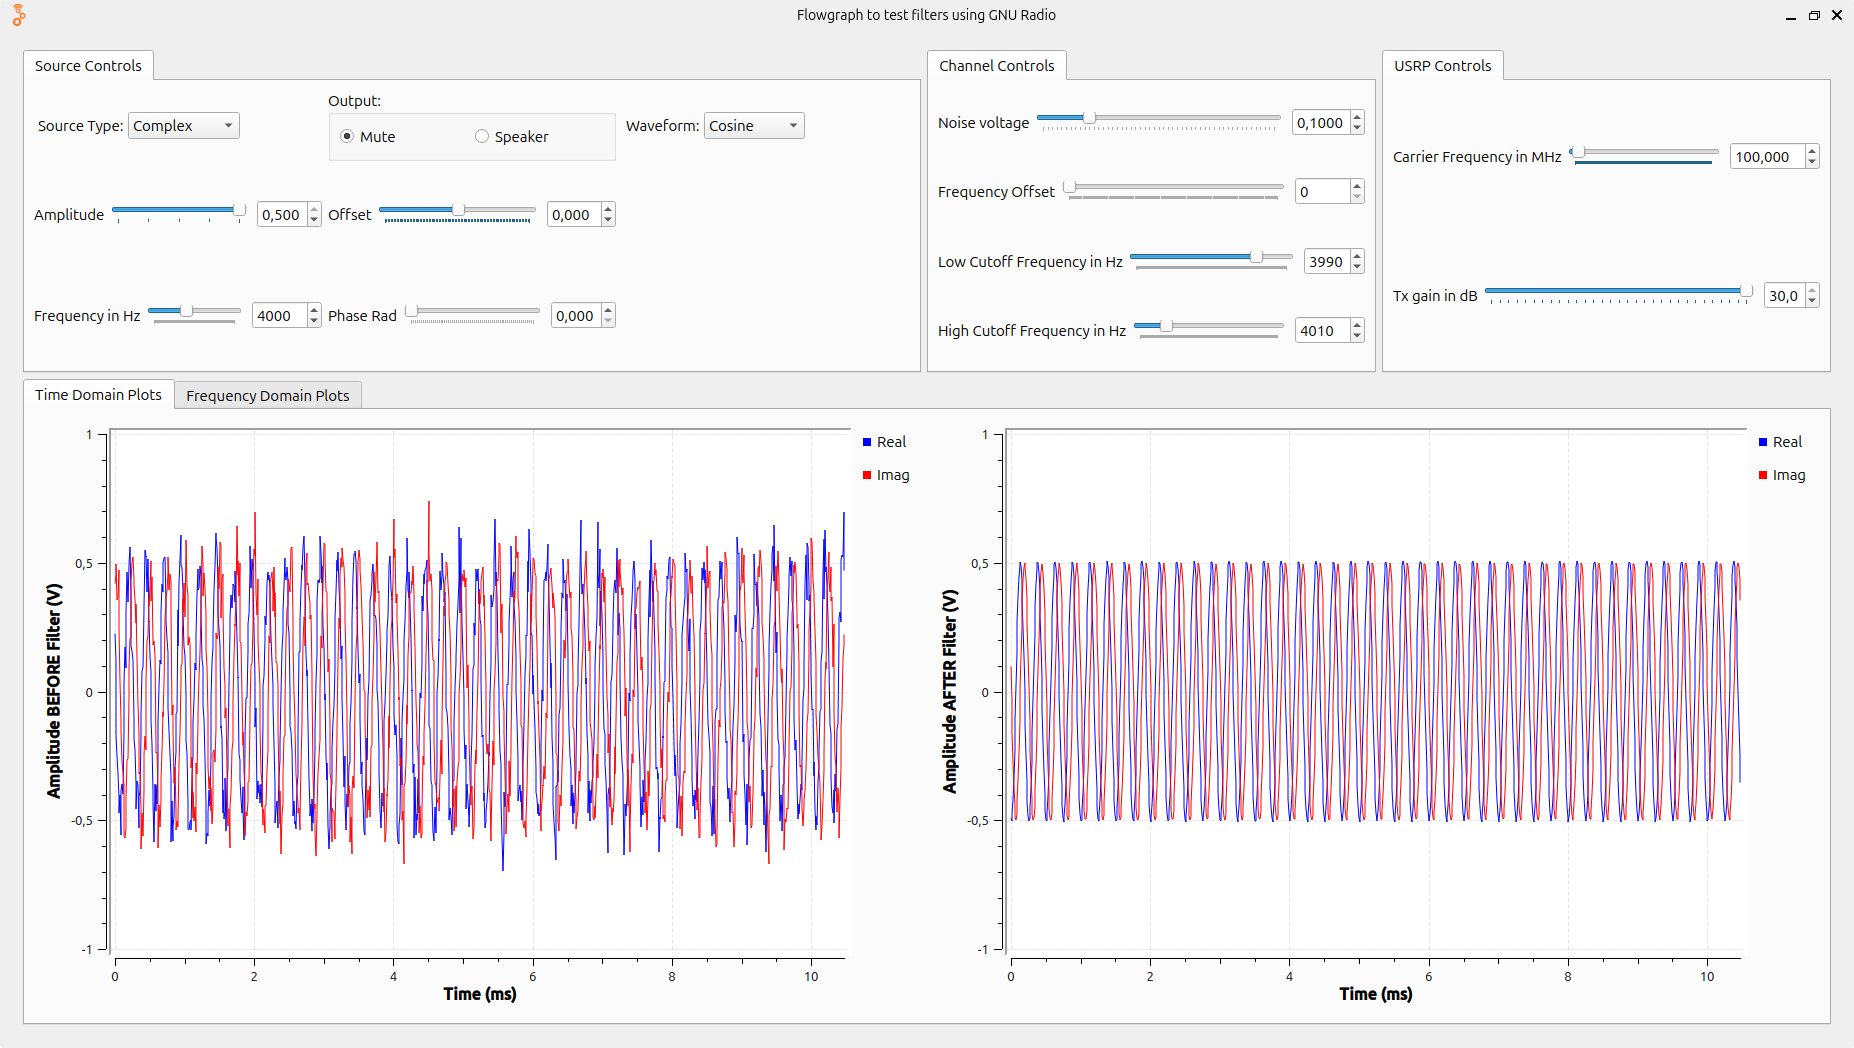 Flowgraph to test filters using GNU Radio
Source Controls
Source Type: Complex
Output:
Mute
Speaker
Waveform: Cosine
Amplitude 0,500
Offset 0,000
Frequency in Hz 4000
Phase Rad 0,000
Channel Controls
Noise voltage 0,1000
Frequency Offset 0
Low Cutoff Frequency in Hz 3990
High Cutoff Frequency in Hz 4010
USRP Controls
Carrier Frequency in MHz 100,000
Tx gain in dB 30,0
Time Domain Plots
Frequency Domain Plots
Amplitude BEFORE Filter (V)
1
0,5
0
-0,5
-1
0 2 4 6 8 10
Time (ms)
Real
Imag
Amplitude AFTER Filter (V)
1
0,5
0
-0,5
-1
0 2 4 6 8 10
Time (ms)
Real
Imag